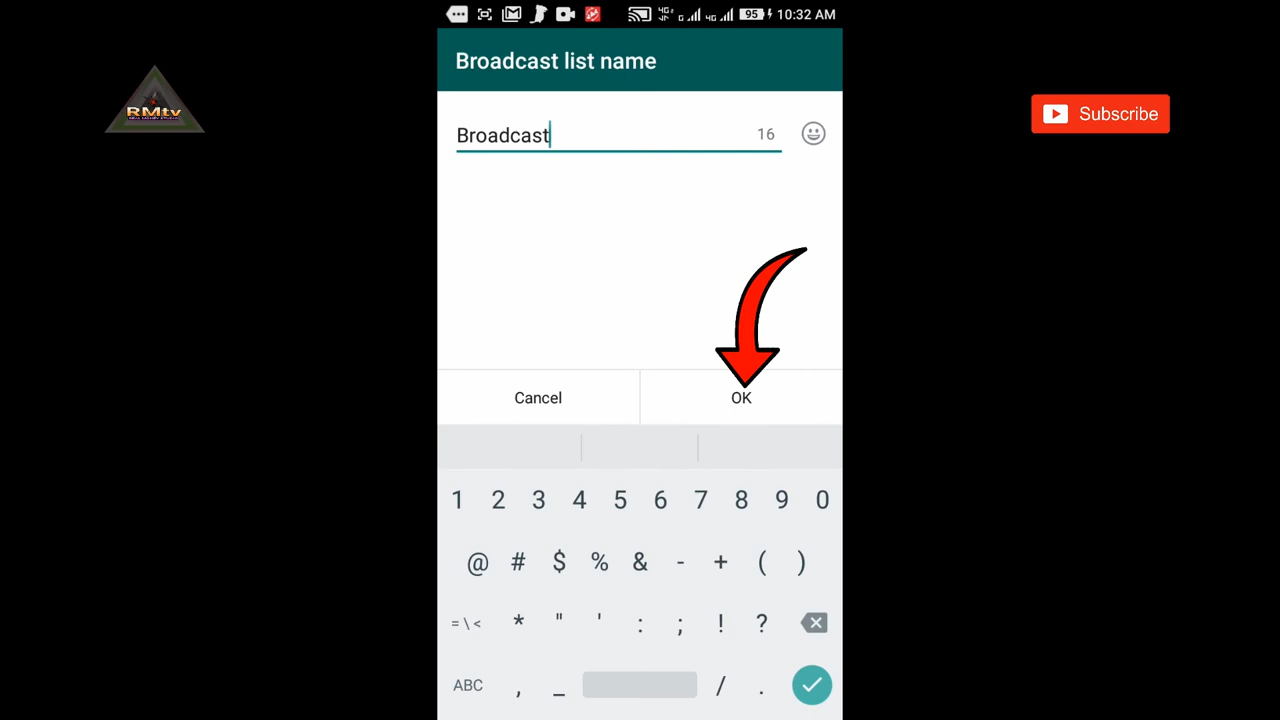 95 10:32 AM
Broadcast list name
RMtv
Subscribe
Broadcast 16
Cancel OK
1 2 3 4 5 6 7 8 9 0
@ # $ % & - + ( )
= \ < * " ' : ; ! ?
ABC , _ / .